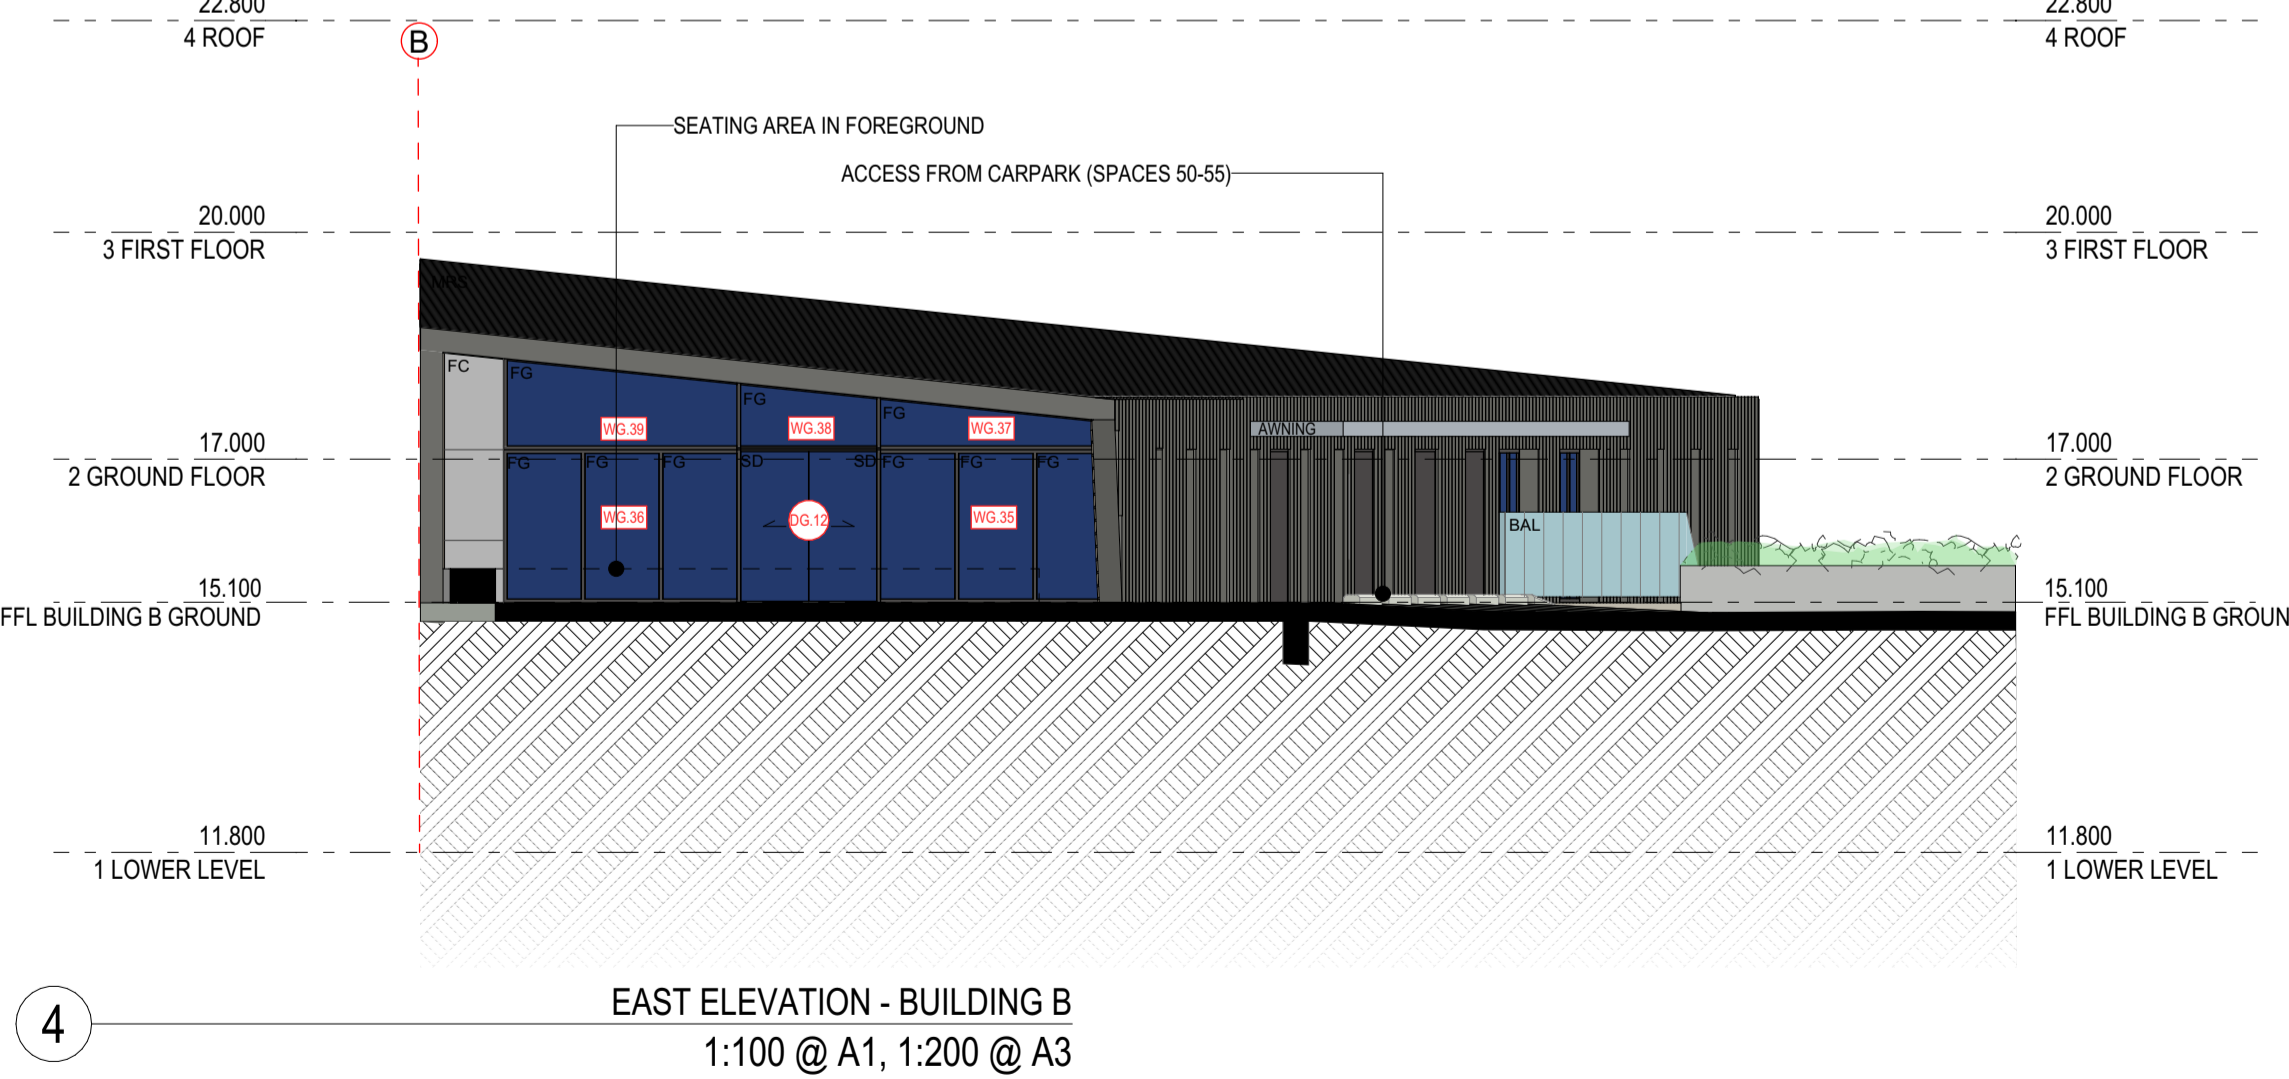 22.800
22.800
4 ROOF
B
4 ROOF
SEATING AREA IN FOREGROUND
ACCESS FROM CARPARK (SPACES 50-55)
20.000
20.000
3 FIRST FLOOR
3 FIRST FLOOR
MRS
FC
FG
FG
FG
WG.39
WG.38
WG.37
AWNING
17.000
17.000
2 GROUND FLOOR
2 GROUND FLOOR
FG
FG
FG
SD
SD
FG
FG
FG
WG.36
DG.12
WG.35
BAL
15.100
15.100
FFL BUILDING B GROUND
FFL BUILDING B GROUN
11.800
11.800
1 LOWER LEVEL
1 LOWER LEVEL
4
EAST ELEVATION - BUILDING B
1:100 @ A1, 1:200 @ A3